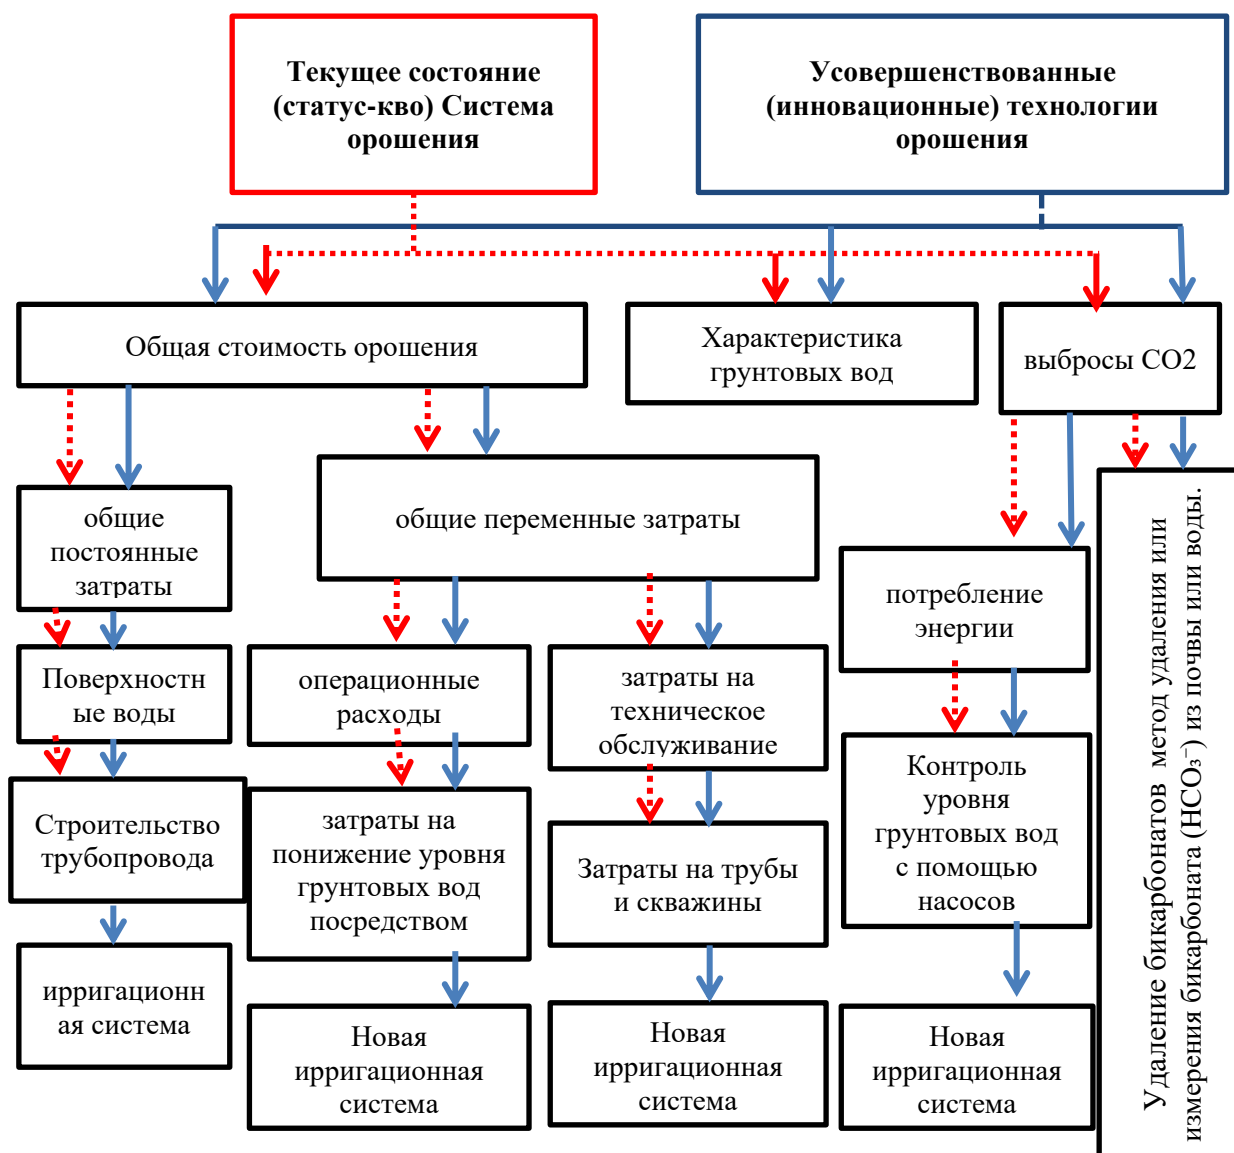 Текущее состояние
(статус-кво) Система
орошения
Усовершенствованные
(инновационные) технологии
орошения
Общая стоимость орошения
Характеристика
грунтовых вод
выбросы CO2
общие
постоянные
затраты
общие переменные затраты
потребление
энергии
Удаление бикарбонатов метод удаления или
измерения бикарбоната (HCO₃⁻) из почвы или воды.
Поверхностн
ые воды
операционные
расходы
затраты на
техническое
обслуживание
Контроль
уровня
грунтовых вод
с помощью
насосов
Строительство
трубопровода
затраты на
понижение уровня
грунтовых вод
посредством
Затраты на трубы
и скважины
ирригационн
ая система
Новая
ирригационная
система
Новая
ирригационная
система
Новая
ирригационная
система